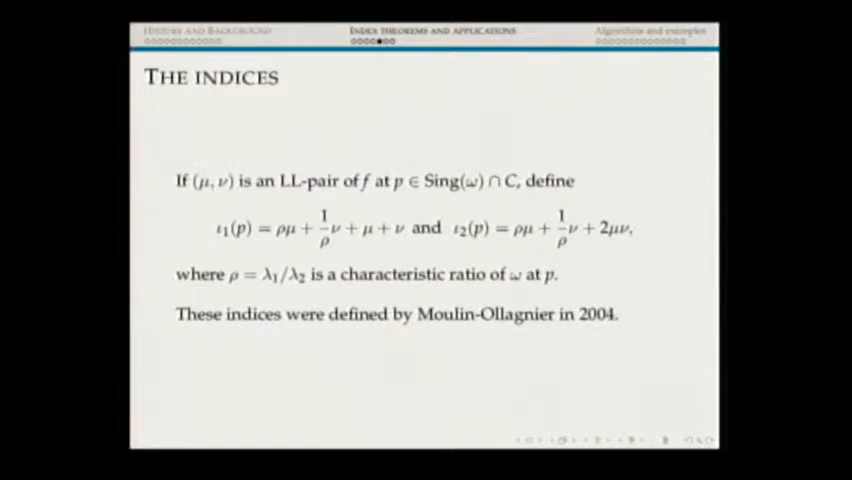 HISTORY AND BACKGROUND INDEX THEOREMS AND APPLICATIONS Algorithms and examples
THE INDICES
If (μ, ν) is an LL-pair of f at p ∈ Sing(ω) ∩ C, define
ι₁(p) = ρμ + (1/ρ)ν + μ + ν and ι₂(p) = ρμ + (1/ρ)ν + 2μν,
where ρ = λ₁/λ₂ is a characteristic ratio of ω at p.
These indices were defined by Moulin-Ollagnier in 2004.